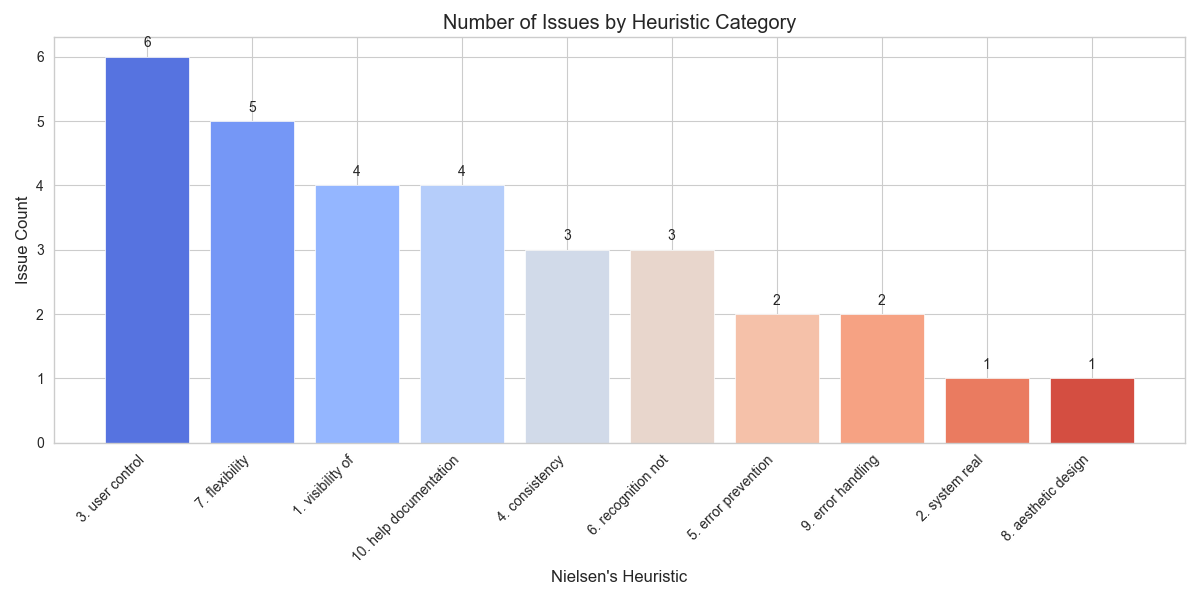 Number of Issues by Heuristic Category
Issue Count
6
5
4
3
2
1
0
6
5
4
4
3
3
2
2
1
1
3. user control
7. flexibility
1. visibility of
10. help documentation
4. consistency
6. recognition not
5. error prevention
9. error handling
2. system real
8. aesthetic design
Nielsen's Heuristic